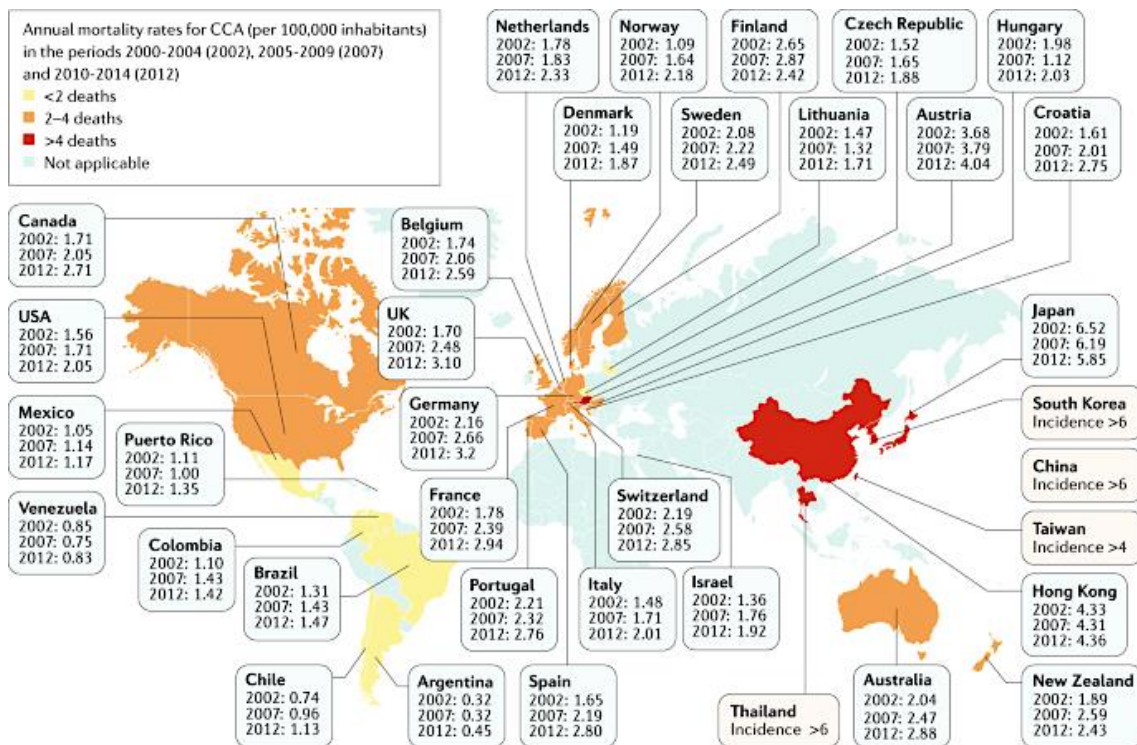 Annual mortality rates for CCA (per 100,000 inhabitants)
in the periods 2000-2004 (2002), 2005-2009 (2007)
and 2010-2014 (2012)
<2 deaths
2–4 deaths
>4 deaths
Not applicable
Netherlands
2002: 1.78
2007: 1.83
2012: 2.33
Norway
2002: 1.09
2007: 1.64
2012: 2.18
Finland
2002: 2.65
2007: 2.87
2012: 2.42
Czech Republic
2002: 1.52
2007: 1.65
2012: 1.88
Hungary
2002: 1.98
2007: 1.12
2012: 2.03
Denmark
2002: 1.19
2007: 1.49
2012: 1.87
Sweden
2002: 2.08
2007: 2.22
2012: 2.49
Lithuania
2002: 1.47
2007: 1.32
2012: 1.71
Austria
2002: 3.68
2007: 3.79
2012: 4.04
Croatia
2002: 1.61
2007: 2.01
2012: 2.75
Canada
2002: 1.71
2007: 2.05
2012: 2.71
Belgium
2002: 1.74
2007: 2.06
2012: 2.59
USA
2002: 1.56
2007: 1.71
2012: 2.05
UK
2002: 1.70
2007: 2.48
2012: 3.10
Japan
2002: 6.52
2007: 6.19
2012: 5.85
Germany
2002: 2.16
2007: 2.66
2012: 3.2
South Korea
Incidence >6
Mexico
2002: 1.05
2007: 1.14
2012: 1.17
Puerto Rico
2002: 1.11
2007: 1.00
2012: 1.35
China
Incidence >6
France
2002: 1.78
2007: 2.39
2012: 2.94
Switzerland
2002: 2.19
2007: 2.58
2012: 2.85
Venezuela
2002: 0.85
2007: 0.75
2012: 0.83
Taiwan
Incidence >4
Colombia
2002: 1.10
2007: 1.43
2012: 1.42
Brazil
2002: 1.31
2007: 1.43
2012: 1.47
Portugal
2002: 2.21
2007: 2.32
2012: 2.76
Italy
2002: 1.48
2007: 1.71
2012: 2.01
Israel
2002: 1.36
2007: 1.76
2012: 1.92
Hong Kong
2002: 4.33
2007: 4.31
2012: 4.36
Chile
2002: 0.74
2007: 0.96
2012: 1.13
Argentina
2002: 0.32
2007: 0.32
2012: 0.45
Spain
2002: 1.65
2007: 2.19
2012: 2.80
Thailand
Incidence >6
Australia
2002: 2.04
2007: 2.47
2012: 2.88
New Zealand
2002: 1.89
2007: 2.59
2012: 2.43